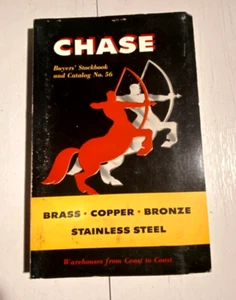 CHASE
Buyers' Stockbook
and Catalog No. 56
BRASS · COPPER · BRONZE
STAINLESS STEEL
Warehouses from Coast to Coast